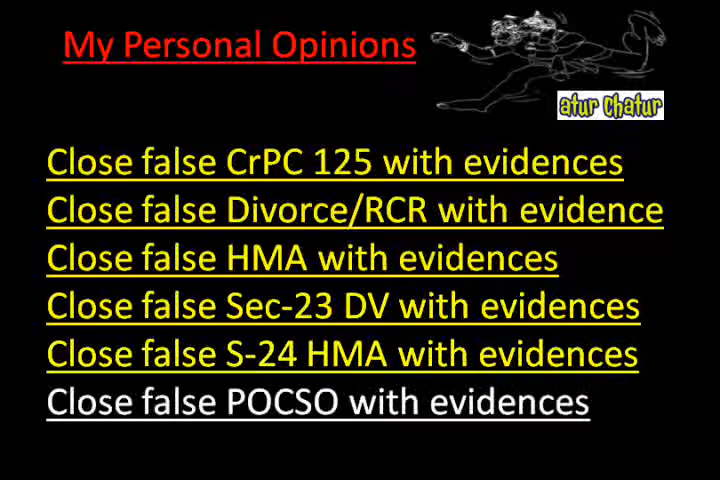 My Personal Opinions
atur chatur
Close false CrPC 125 with evidences
Close false Divorce/RCR with evidence
Close false HMA with evidences
Close false Sec-23 DV with evidences
Close false S-24 HMA with evidences
Close false POCSO with evidences